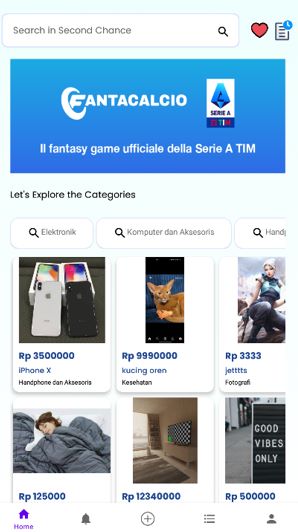 Search in Second Chance
FANTACALCIO
SERIE A
TIM
Il fantasy game ufficiale della Serie A TIM
Let's Explore the Categories
Elektronik
Komputer dan Aksesoris
Handp
Rp 3500000
Rp 9990000
Rp 3333
iPhone X
kucing oren
jetttts
Handphone dan Aksesoris
Kesehatan
Fotografi
GOOD
VIBES
ONLY
Rp 125000
Rp 12340000
Rp 500000
Home